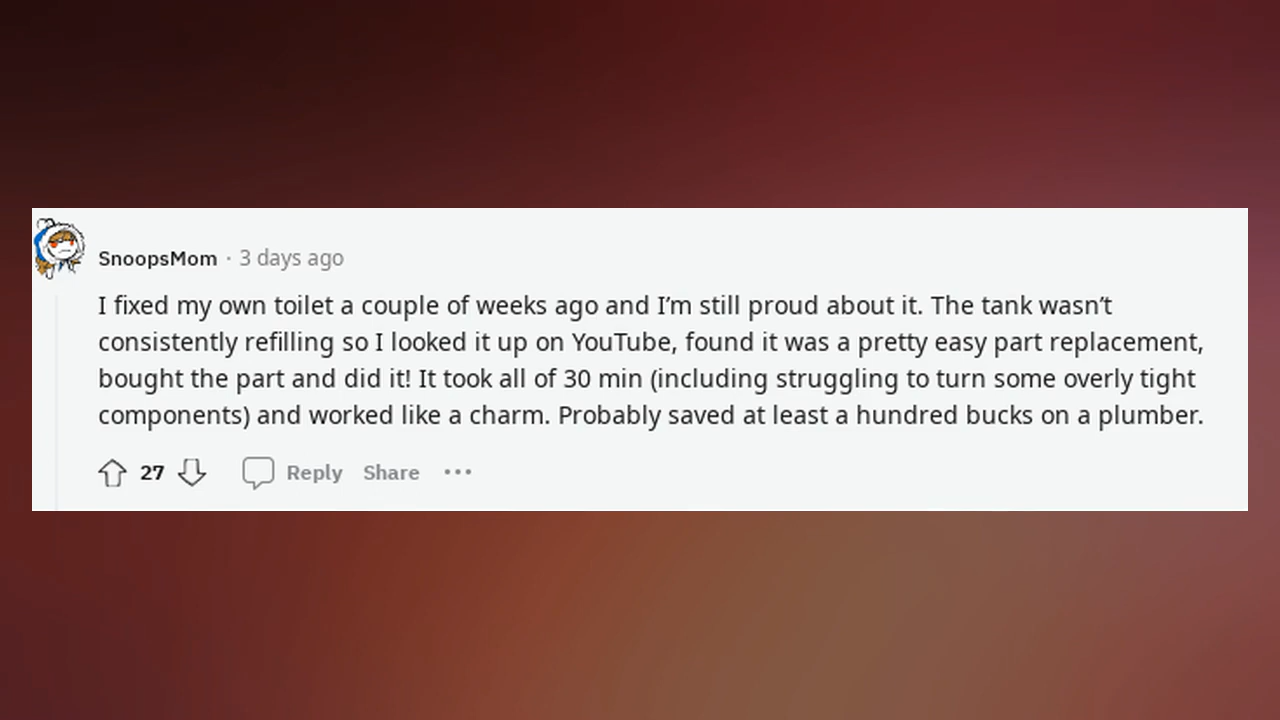 SnoopsMom · 3 days ago
I fixed my own toilet a couple of weeks ago and I’m still proud about it. The tank wasn’t
consistently refilling so I looked it up on YouTube, found it was a pretty easy part replacement,
bought the part and did it! It took all of 30 min (including struggling to turn some overly tight
components) and worked like a charm. Probably saved at least a hundred bucks on a plumber.
27 Reply Share •••